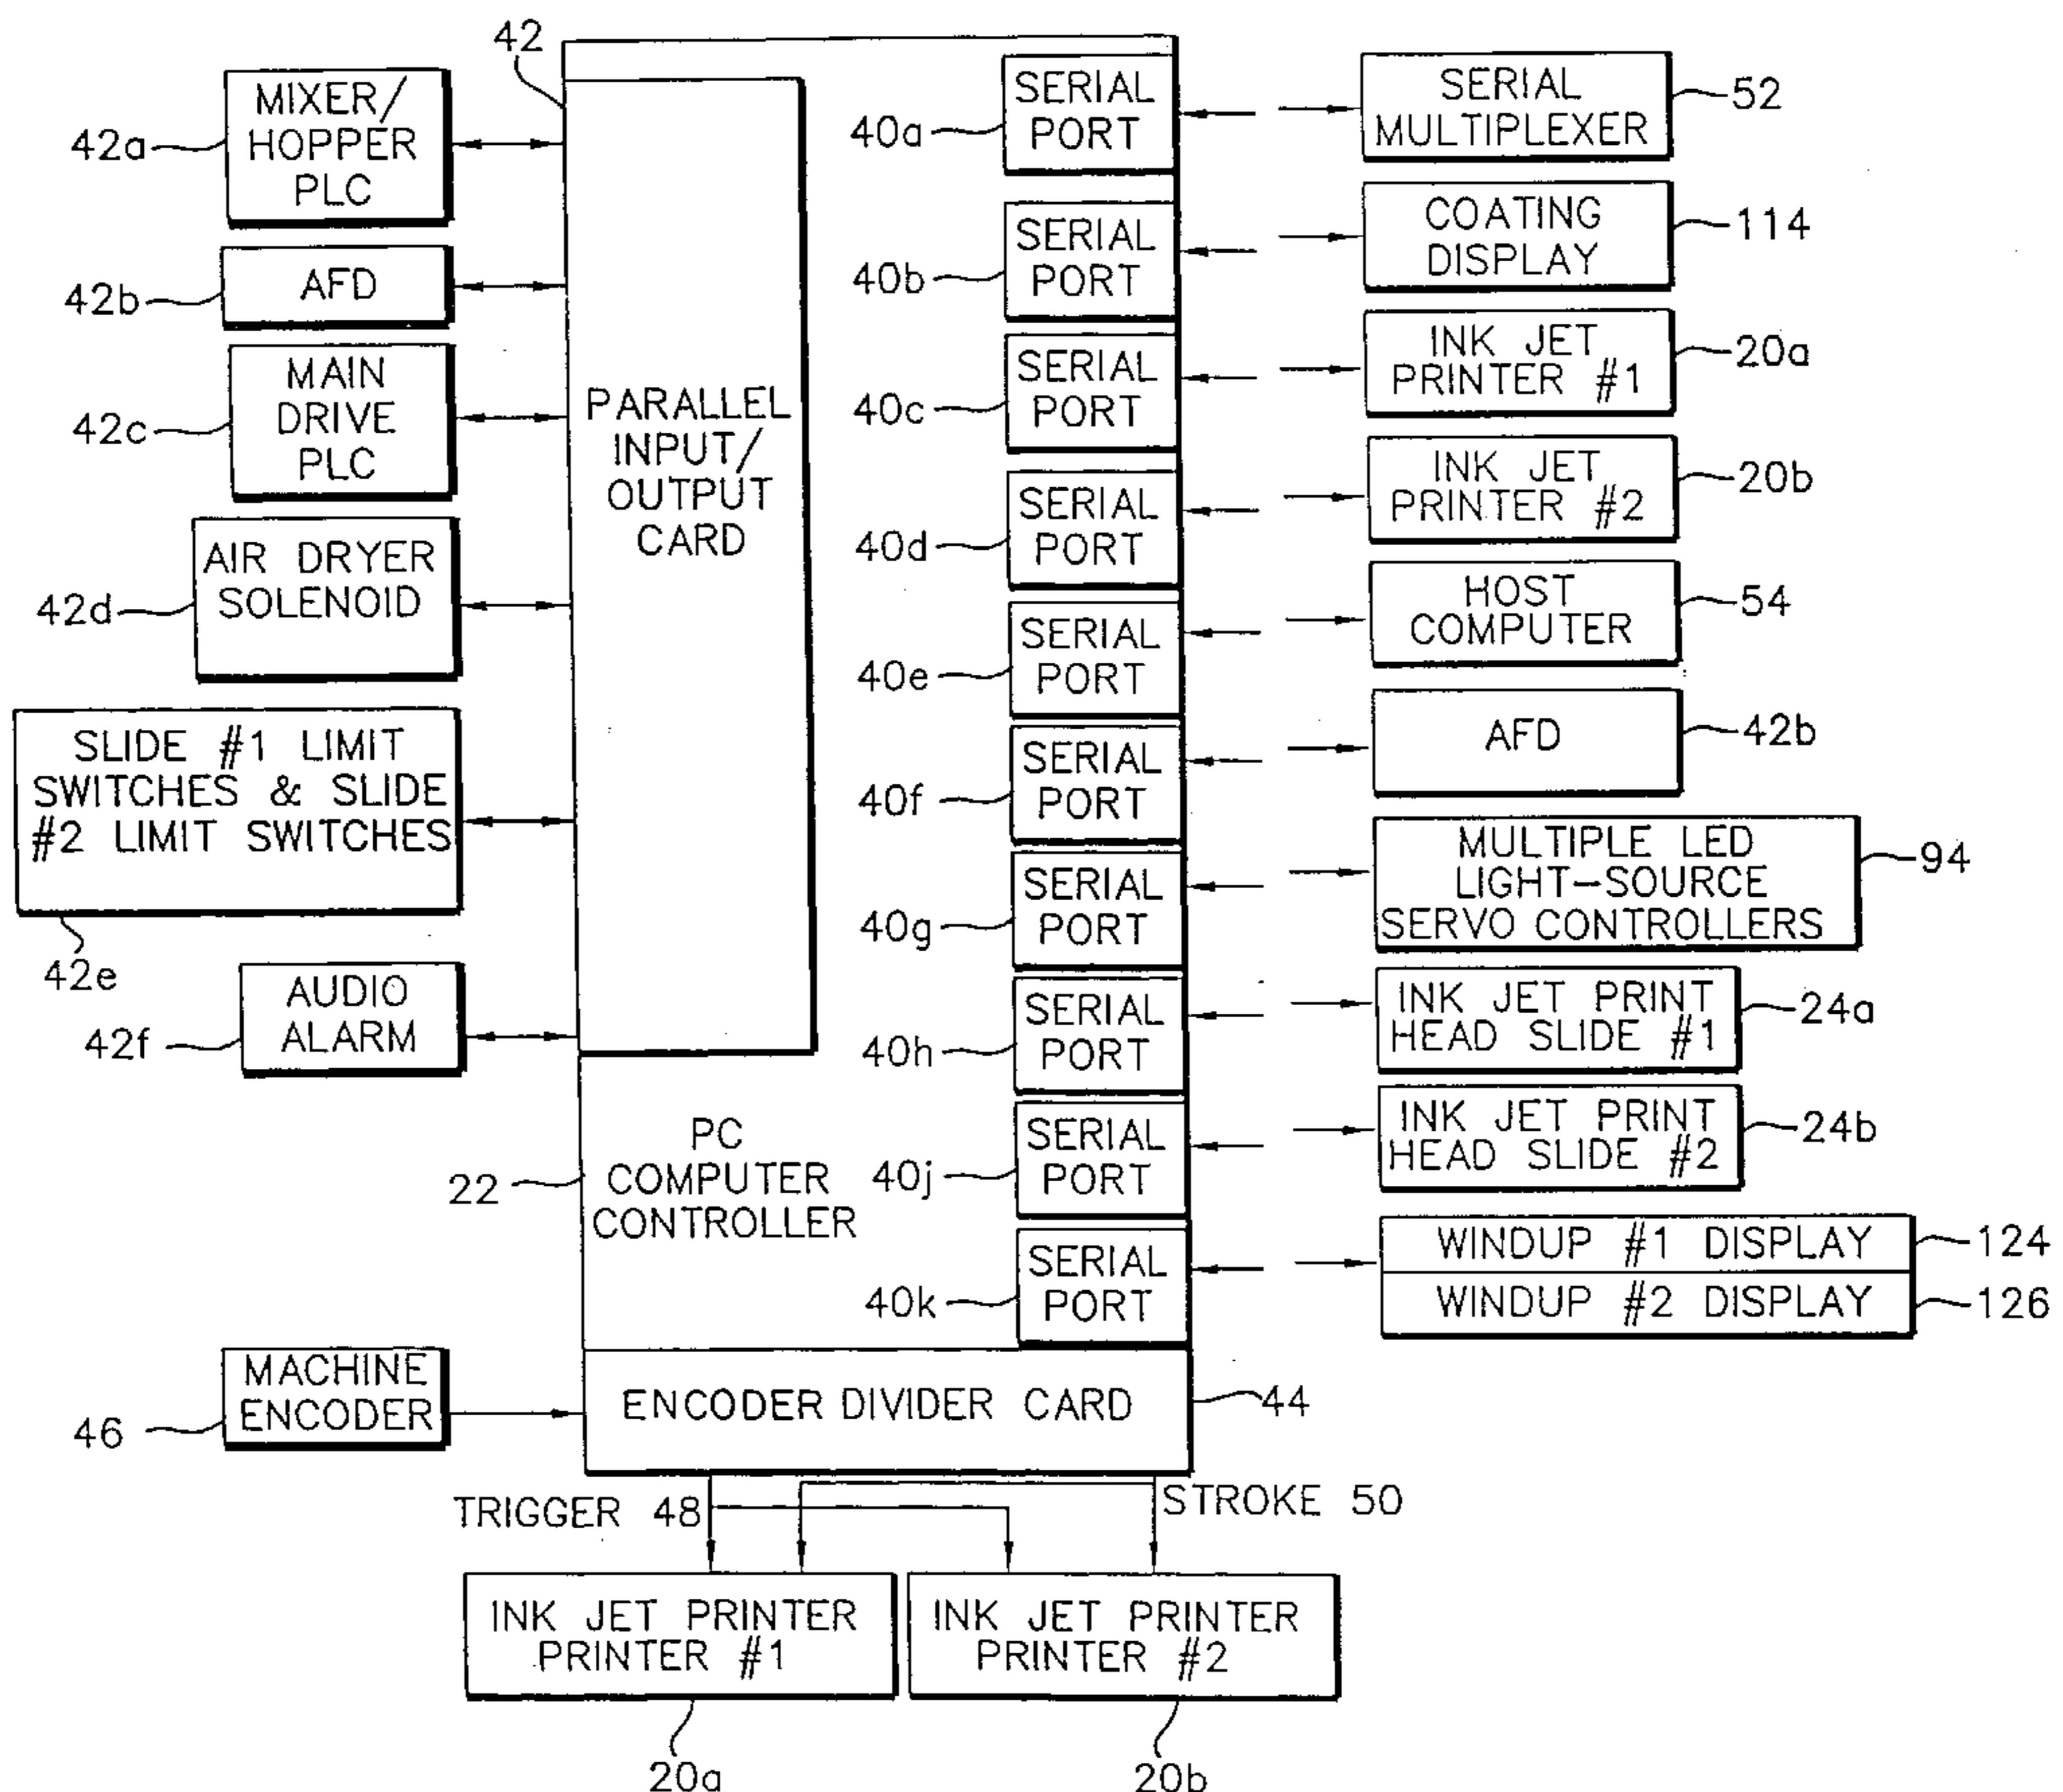 42
MIXER/
HOPPER
PLC
42a
AFD
42b
MAIN
DRIVE
PLC
42c
AIR DRYER
SOLENOID
42d
SLIDE #1 LIMIT
SWITCHES & SLIDE
#2 LIMIT SWITCHES
42e
AUDIO
ALARM
42f
PARALLEL
INPUT/
OUTPUT
CARD
PC
COMPUTER
CONTROLLER
22
SERIAL
PORT
40a
SERIAL
PORT
40b
SERIAL
PORT
40c
SERIAL
PORT
40d
SERIAL
PORT
40e
SERIAL
PORT
40f
SERIAL
PORT
40g
SERIAL
PORT
40h
SERIAL
PORT
40j
SERIAL
PORT
40k
SERIAL
MULTIPLEXER
52
COATING
DISPLAY
114
INK JET
PRINTER #1
20a
INK JET
PRINTER #2
20b
HOST
COMPUTER
54
AFD
42b
MULTIPLE LED
LIGHT-SOURCE
SERVO CONTROLLERS
94
INK JET PRINT
HEAD SLIDE #1
24a
INK JET PRINT
HEAD SLIDE #2
24b
WINDUP #1 DISPLAY
124
WINDUP #2 DISPLAY
126
MACHINE
ENCODER
46
ENCODER DIVIDER CARD
44
TRIGGER 48
STROKE 50
INK JET PRINTER
PRINTER #1
20a
INK JET PRINTER
PRINTER #2
20b